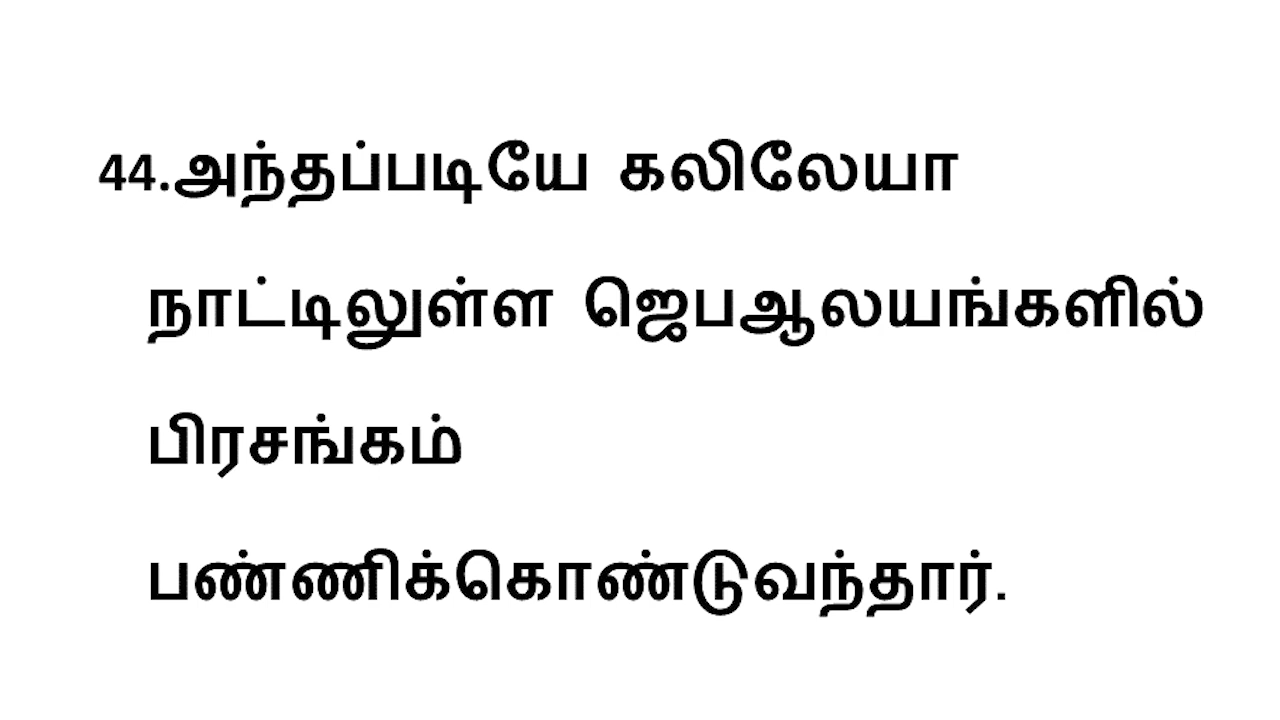 44.அந்தப்படியே கலிலேயா
நாட்டிலுள்ள ஜெபஆலயங்களில்
பிரசங்கம்
பண்ணிக்கொண்டுவந்தார்.